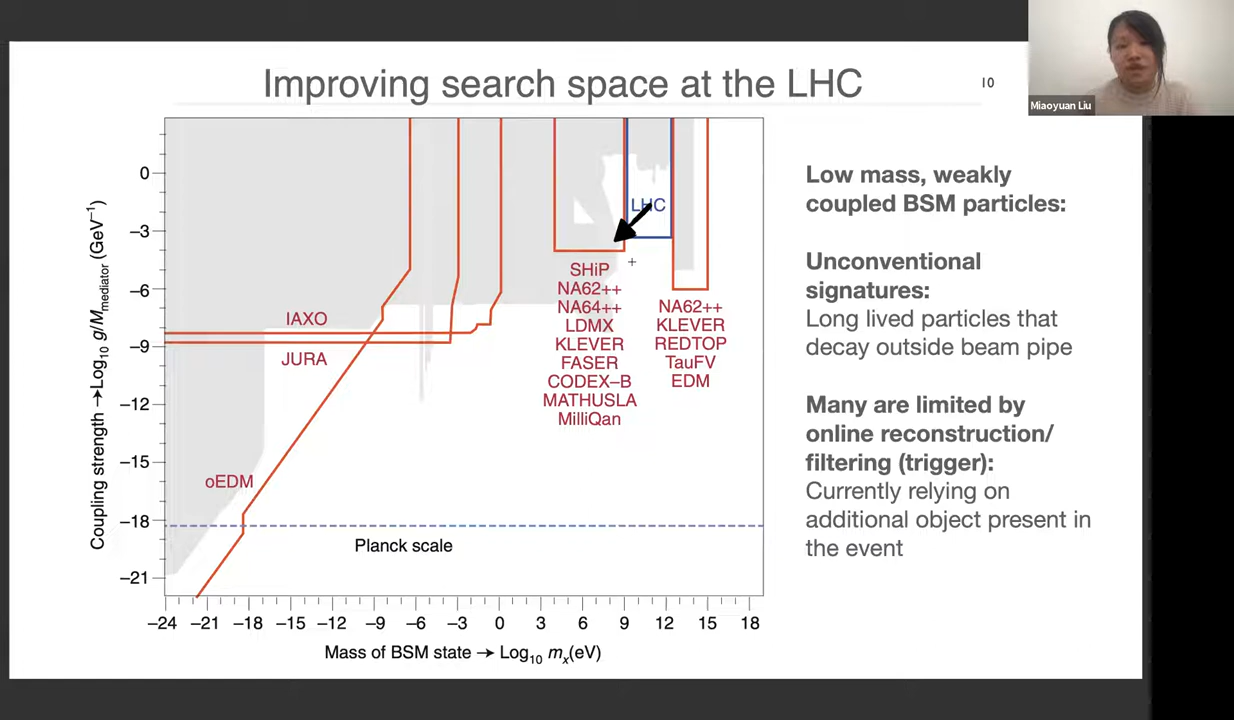 Improving search space at the LHC
10
Miaoyuan Liu
Coupling strength → Log10 g/Mmediator (GeV−1)
0
−3
−6
−9
−12
−15
−18
−21
IAXO
JURA
oEDM
Planck scale
LHC
SHiP
NA62++
NA64++
LDMX
KLEVER
FASER
CODEX−B
MATHUSLA
MilliQan
NA62++
KLEVER
REDTOP
TauFV
EDM
−24 −21 −18 −15 −12 −9 −6 −3 0 3 6 9 12 15 18
Mass of BSM state → Log10 mx(eV)
Low mass, weakly
coupled BSM particles:
Unconventional
signatures:
Long lived particles that
decay outside beam pipe
Many are limited by
online reconstruction/
filtering (trigger):
Currently relying on
additional object present in
the event